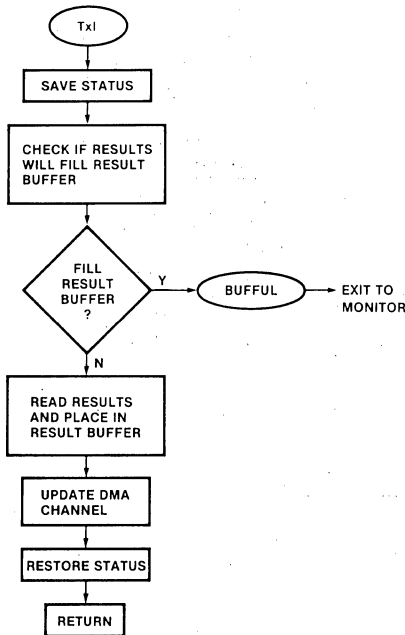 TxI
SAVE STATUS
CHECK IF RESULTS
WILL FILL RESULT
BUFFER
FILL
RESULT
BUFFER
?
Y
BUFFUL
EXIT TO
MONITOR
N
READ RESULTS
AND PLACE IN
RESULT BUFFER
UPDATE DMA
CHANNEL
RESTORE STATUS
RETURN